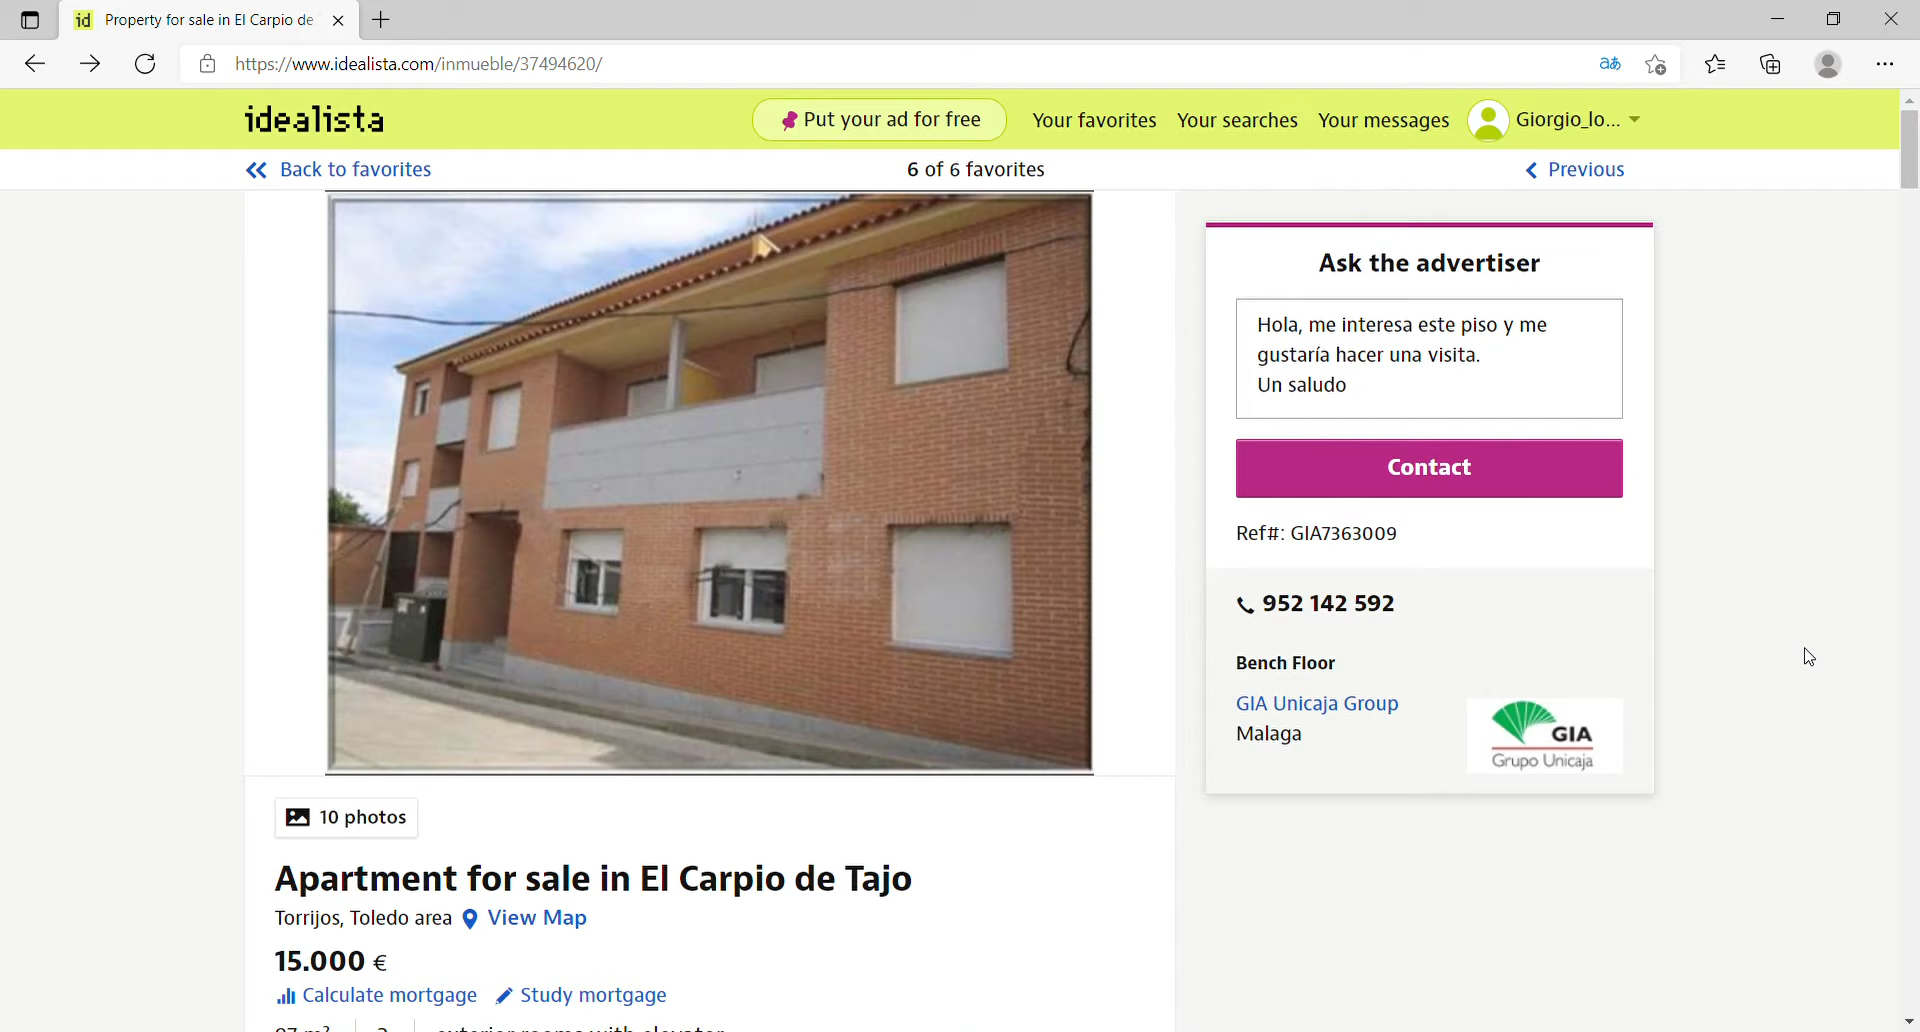 Property for sale in El Carpio de
https://www.idealista.com/inmueble/37494620/
idealista
Put your ad for free
Your favorites
Your searches
Your messages
Giorgio_lo...
Back to favorites
6 of 6 favorites
Previous
Ask the advertiser
Hola, me interesa este piso y me
gustaría hacer una visita.
Un saludo
Contact
Ref#: GIA7363009
952 142 592
Bench Floor
GIA Unicaja Group
Malaga
GIA
Grupo Unicaja
10 photos
Apartment for sale in El Carpio de Tajo
Torrijos, Toledo area View Map
15.000 €
Calculate mortgage Study mortgage